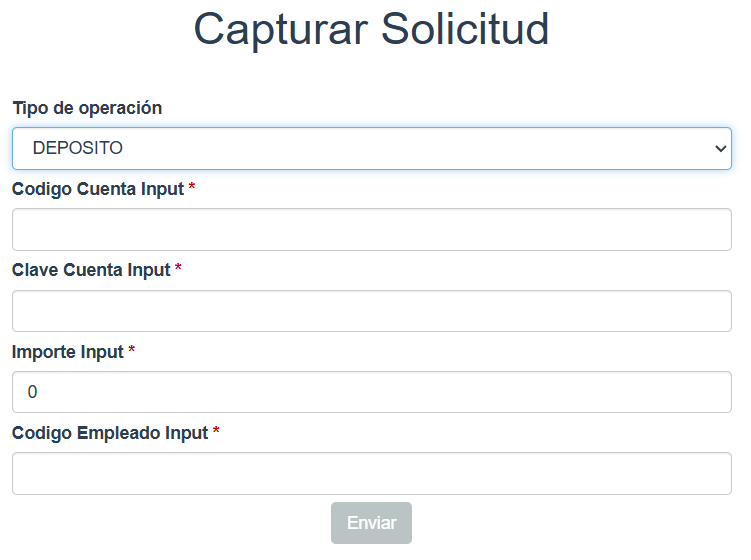 Capturar Solicitud
Tipo de operación
DEPOSITO
Codigo Cuenta Input *
Clave Cuenta Input *
Importe Input *
0
Codigo Empleado Input *
Enviar